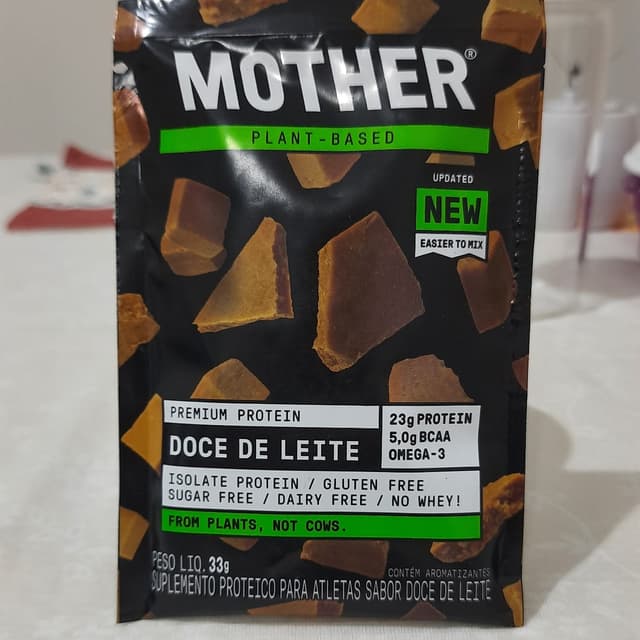 MOTHER®
PLANT-BASED
UPDATED
NEW
EASIER TO MIX
PREMIUM PROTEIN
DOCE DE LEITE
23g PROTEIN
5,0g BCAA
OMEGA-3
ISOLATE PROTEIN / GLUTEN FREE
SUGAR FREE / DAIRY FREE / NO WHEY!
FROM PLANTS, NOT COWS.
PESO LIQ. 33g
CONTÉM AROMATIZANTES
SUPLEMENTO PROTEICO PARA ATLETAS SABOR DOCE DE LEITE